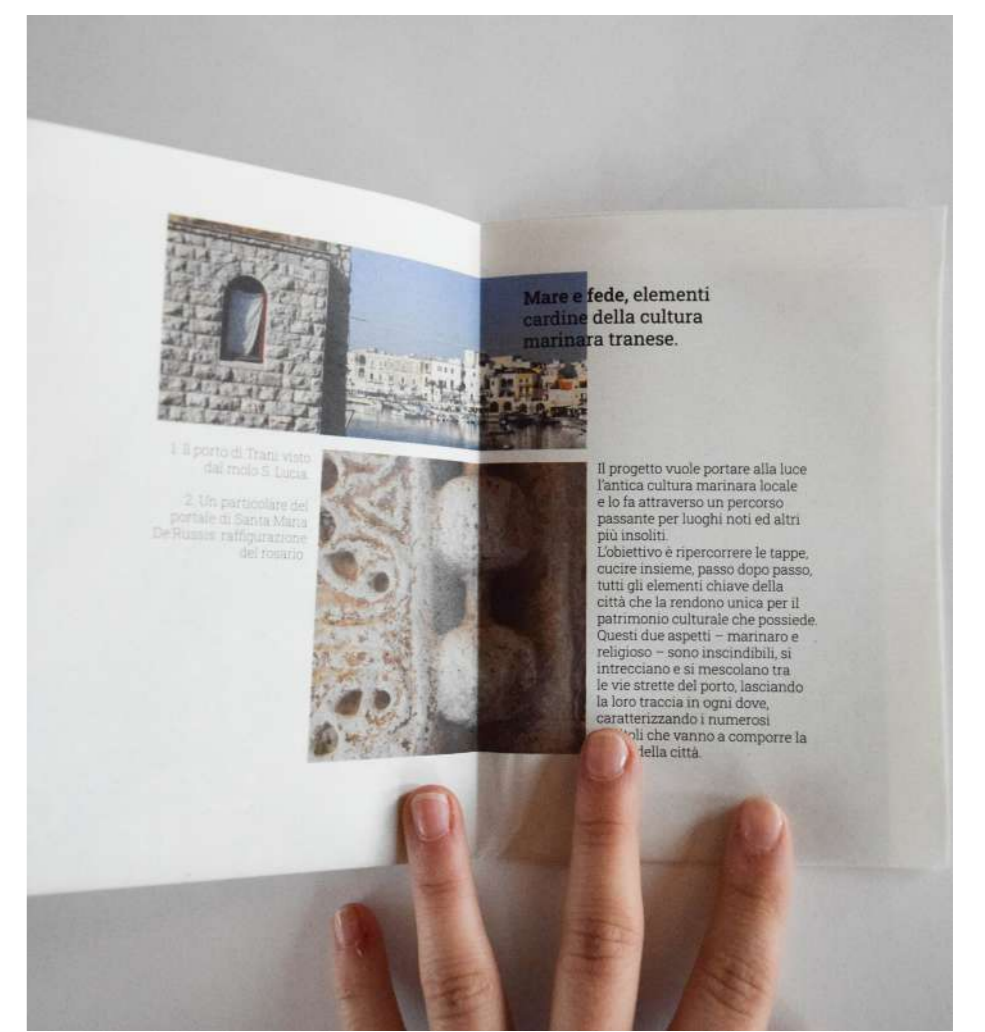 1. Il porto di Trani visto
dal molo S. Lucia.
2. Un particolare del
portale di Santa Maria
De Russis: raffigurazione
del rosario.
Mare e fede, elementi
cardine della cultura
marinara tranese.
Il progetto vuole portare alla luce
l'antica cultura marinara locale
e lo fa attraverso un percorso
passante per luoghi noti ed altri
più insoliti.
L'obiettivo è ripercorrere le tappe,
cucire insieme, passo dopo passo,
tutti gli elementi chiave della
città che la rendono unica per il
patrimonio culturale che possiede.
Questi due aspetti – marinaro e
religioso – sono inscindibili, si
intrecciano e si mescolano tra
le vie strette del porto, lasciando
la loro traccia in ogni dove,
caratterizzando i numerosi
che vanno a comporre la
della città.